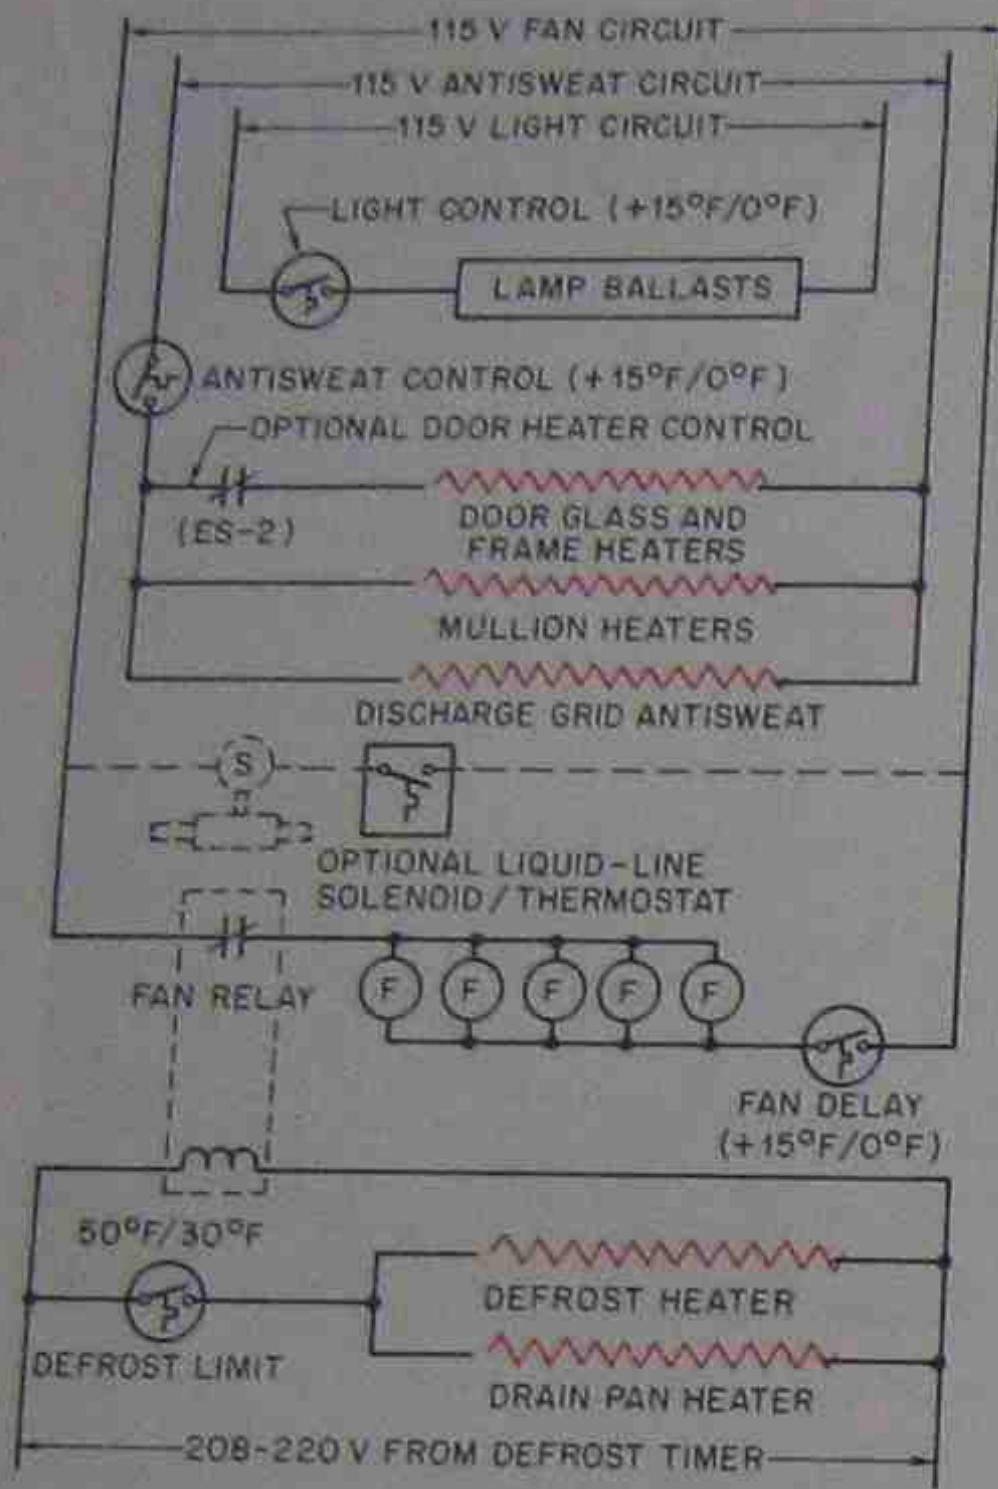 115 V FAN CIRCUIT
115 V ANTISWEAT CIRCUIT
115 V LIGHT CIRCUIT
LIGHT CONTROL (+15°F/0°F)
LAMP BALLASTS
ANTISWEAT CONTROL (+15°F/0°F)
OPTIONAL DOOR HEATER CONTROL
(ES-2)
DOOR GLASS AND
FRAME HEATERS
MULLION HEATERS
DISCHARGE GRID ANTISWEAT
S
OPTIONAL LIQUID-LINE
SOLENOID/THERMOSTAT
FAN RELAY
F F F F F
FAN DELAY
(+15°F/0°F)
50°F/30°F
DEFROST HEATER
DEFROST LIMIT
DRAIN PAN HEATER
208-220 V FROM DEFROST TIMER